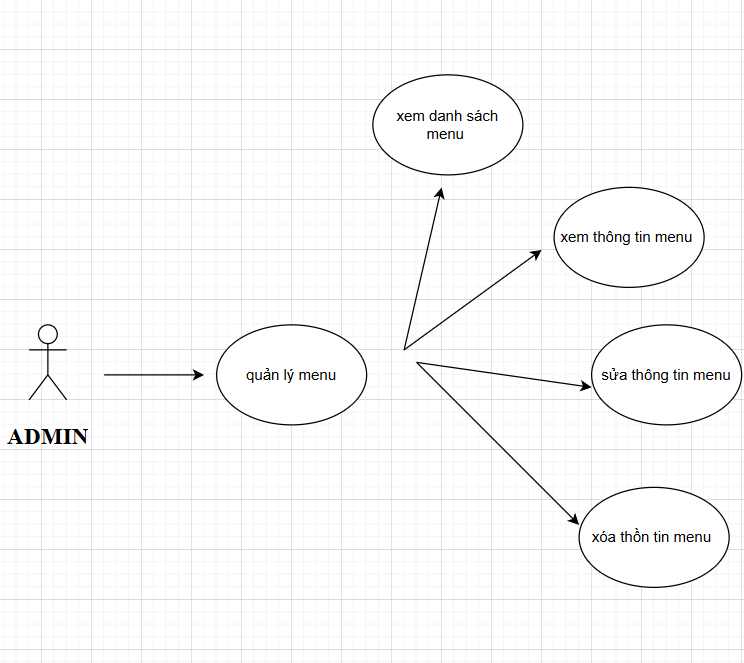 xem danh sách
menu
xem thông tin menu
quản lý menu
sửa thông tin menu
ADMIN
xóa thồn tin menu